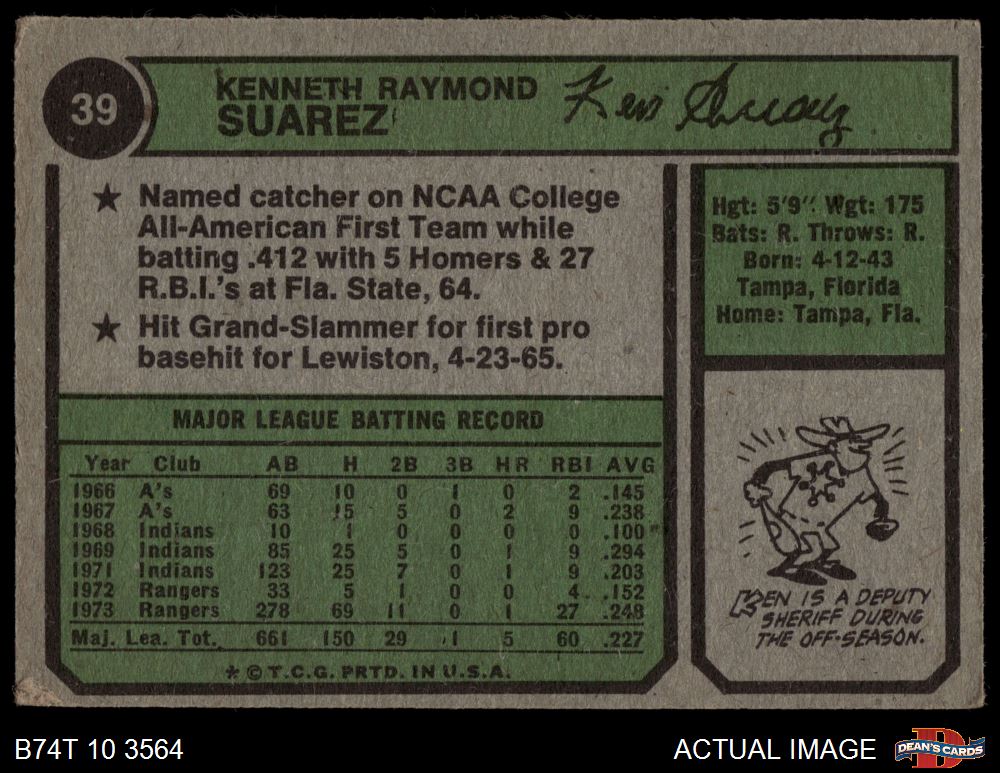 39
KENNETH RAYMOND
SUAREZ
Ken Suarez
★ Named catcher on NCAA College
All-American First Team while
batting .412 with 5 Homers & 27
R.B.I.'s at Fla. State, 64.
★ Hit Grand-Slammer for first pro
basehit for Lewiston, 4-23-65.
Hgt: 5'9" Wgt: 175
Bats: R. Throws: R.
Born: 4-12-43
Tampa, Florida
Home: Tampa, Fla.
MAJOR LEAGUE BATTING RECORD
Year Club AB H 2B 3B HR RBI AVG
1966 A's 69 10 0 1 0 2 .145
1967 A's 63 15 5 0 2 9 .238
1968 Indians 10 1 0 0 0 0 .100
1969 Indians 85 25 5 0 1 9 .294
1971 Indians 123 25 7 0 1 9 .203
1972 Rangers 33 5 1 0 0 4 .152
1973 Rangers 278 69 11 0 1 27 .248
Maj. Lea. Tot. 661 150 29 1 5 60 .227
* © T.C.G. PRTD. IN U.S.A.
KEN IS A DEPUTY
SHERIFF DURING
THE OFF-SEASON.
B74T 10 3564
ACTUAL IMAGE
DEAN'S CARDS